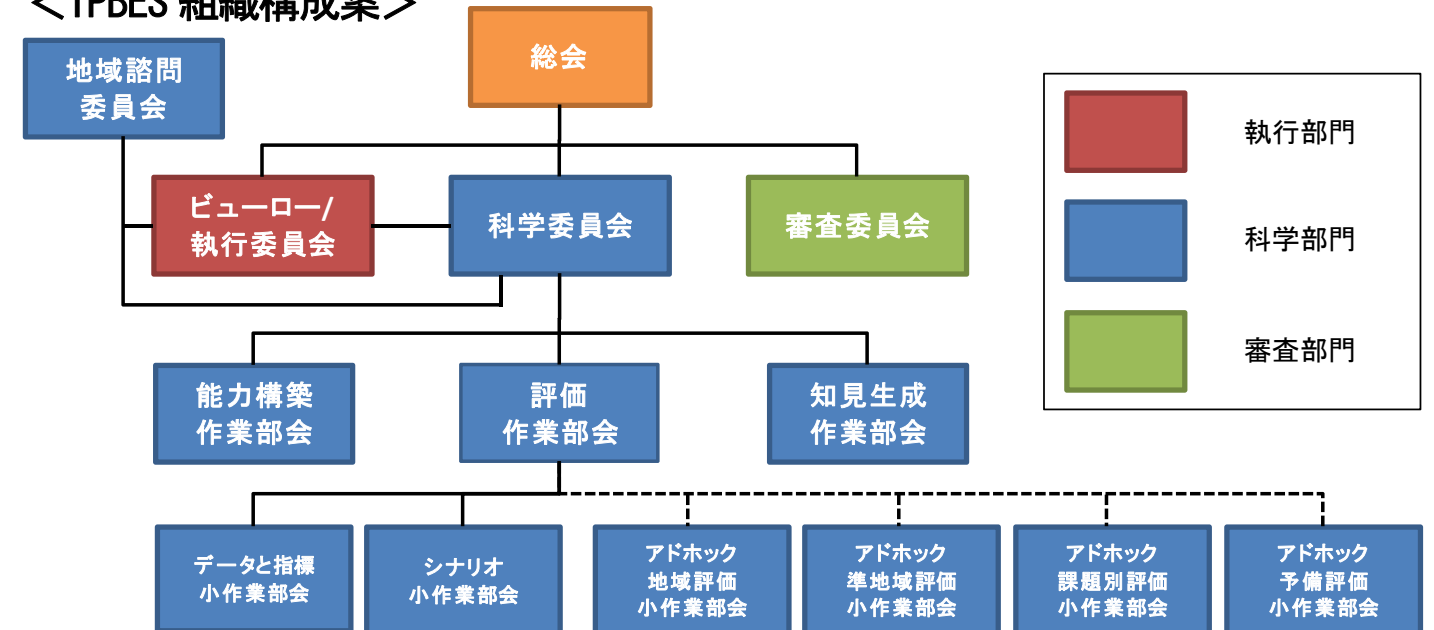 ＜IPBES 組織構成案＞
総会
地域諮問
委員会
ビューロー/
執行委員会
科学委員会
審査委員会
執行部門
科学部門
審査部門
能力構築
作業部会
評価
作業部会
知見生成
作業部会
データと指標
小作業部会
シナリオ
小作業部会
アドホック
地域評価
小作業部会
アドホック
準地域評価
小作業部会
アドホック
課題別評価
小作業部会
アドホック
予備評価
小作業部会